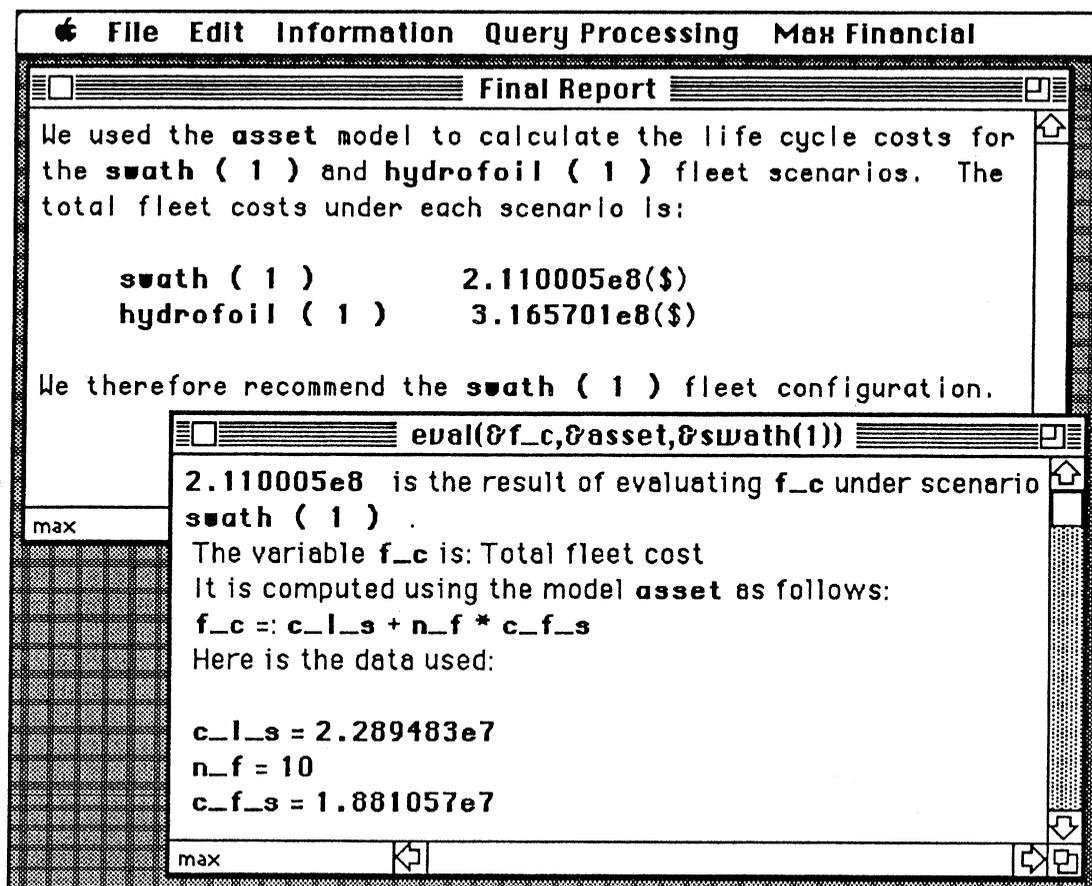 File Edit Information Query Processing Max Financial
Final Report
We used the asset model to calculate the life cycle costs for
the swath ( 1 ) and hydrofoil ( 1 ) fleet scenarios. The
total fleet costs under each scenario is:
swath ( 1 ) 2.110005e8($)
hydrofoil ( 1 ) 3.165701e8($)
We therefore recommend the swath ( 1 ) fleet configuration.
max
eval(&f_c,&asset,&swath(1))
2.110005e8 is the result of evaluating f_c under scenario
swath ( 1 ) .
The variable f_c is: Total fleet cost
It is computed using the model asset as follows:
f_c =: c_l_s + n_f * c_f_s
Here is the data used:
c_l_s = 2.289483e7
n_f = 10
c_f_s = 1.881057e7
max